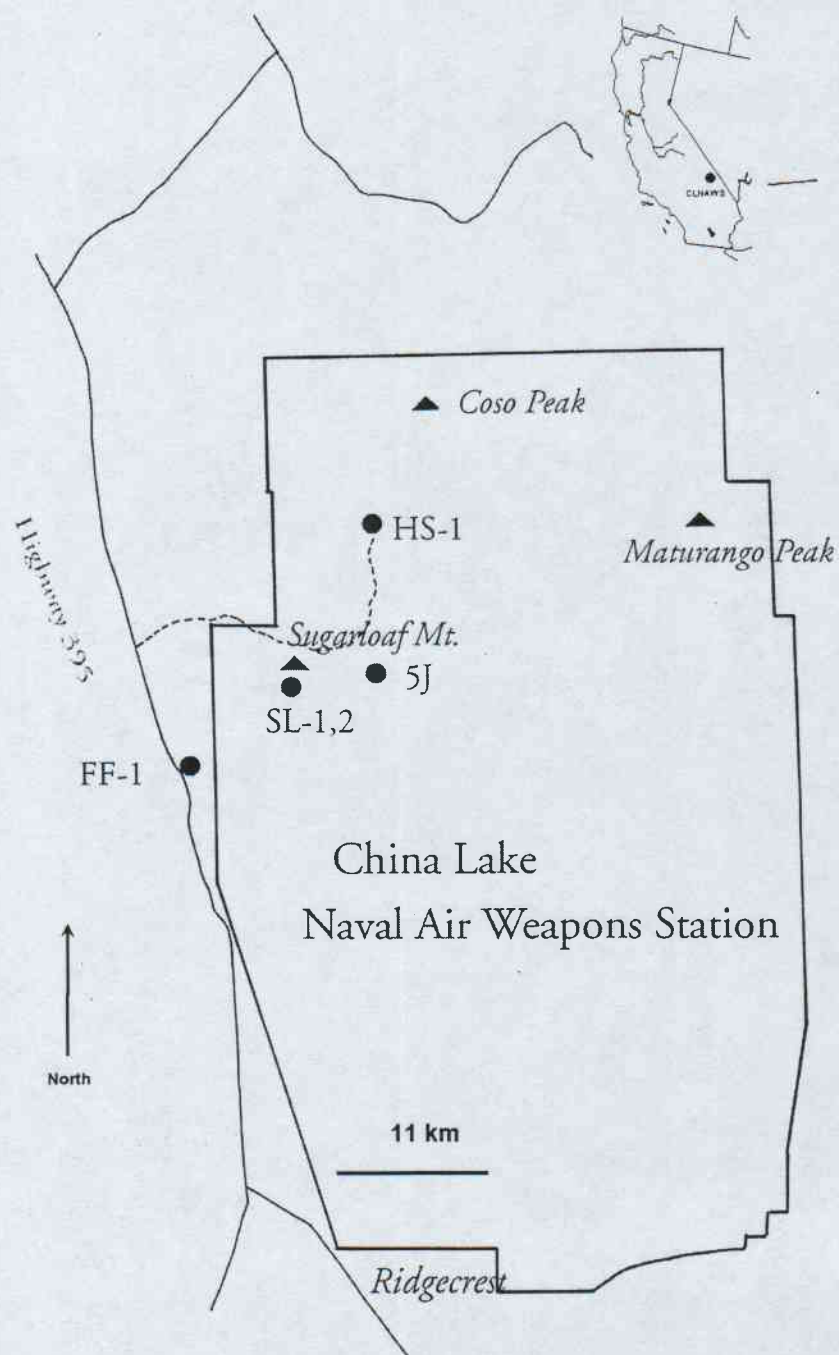 CLNAWS
Coso Peak
HS-1
Maturango Peak
Highway 395
Sugarloaf Mt.
5J
SL-1,2
FF-1
China Lake
Naval Air Weapons Station
North
11 km
Ridgecrest